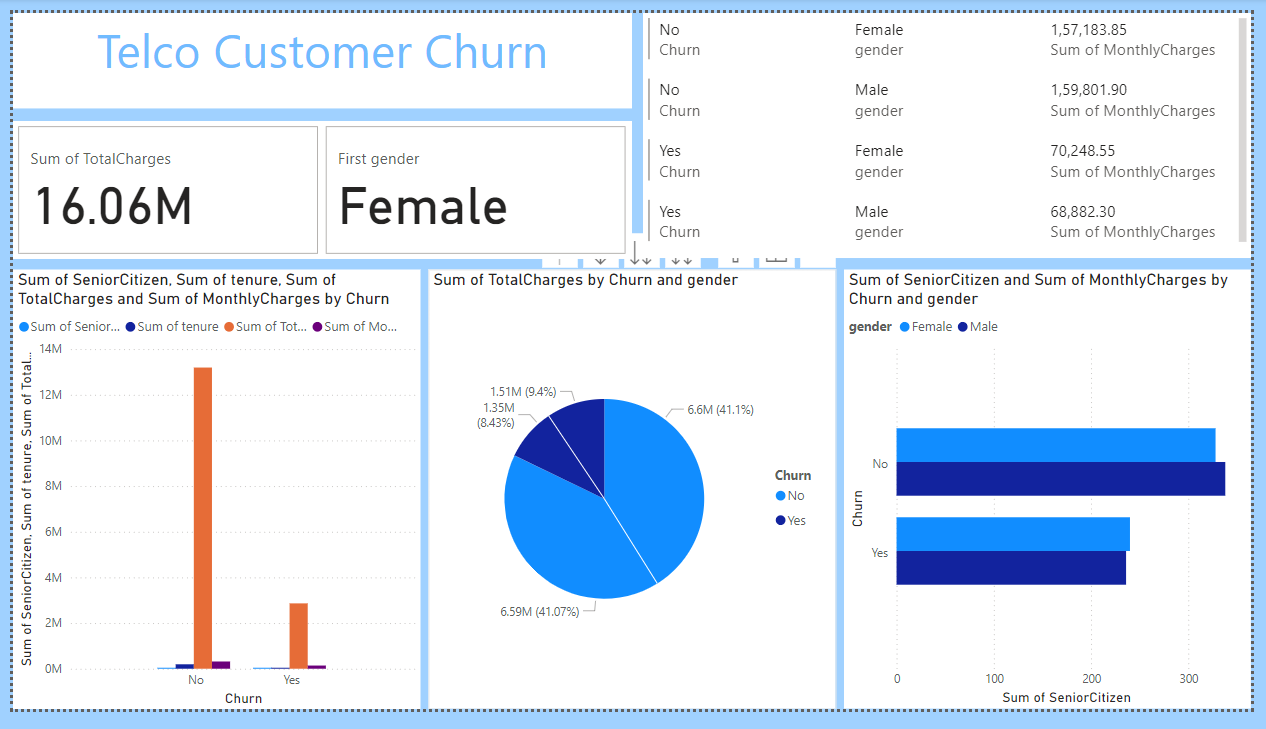 Telco Customer Churn
No Female 1,57,183.85
Churn gender Sum of MonthlyCharges
No Male 1,59,801.90
Churn gender Sum of MonthlyCharges
Yes Female 70,248.55
Churn gender Sum of MonthlyCharges
Yes Male 68,882.30
Churn gender Sum of MonthlyCharges
Sum of TotalCharges
16.06M
First gender
Female
Sum of SeniorCitizen, Sum of tenure, Sum of
TotalCharges and Sum of MonthlyCharges by Churn
Sum of Senior... Sum of tenure Sum of Tot... Sum of Mo...
Sum of SeniorCitizen, Sum of tenure, Sum of Total...
14M
12M
10M
8M
6M
4M
2M
0M
No Yes
Churn
Sum of TotalCharges by Churn and gender
1.51M (9.4%)
1.35M
(8.43%)
6.6M (41.1%)
6.59M (41.07%)
Churn
No
Yes
Sum of SeniorCitizen and Sum of MonthlyCharges by
Churn and gender
gender Female Male
Churn
No
Yes
0 100 200 300
Sum of SeniorCitizen